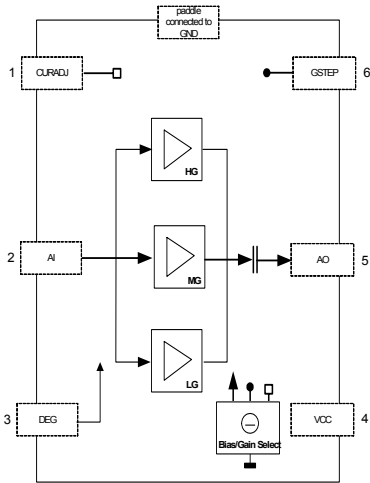 paddle
connected to
GND
1 CURADJ
GSTEP 6
HG
2 AI
MG
AO 5
LG
3 DEG
Bias/Gain Select
VCC 4